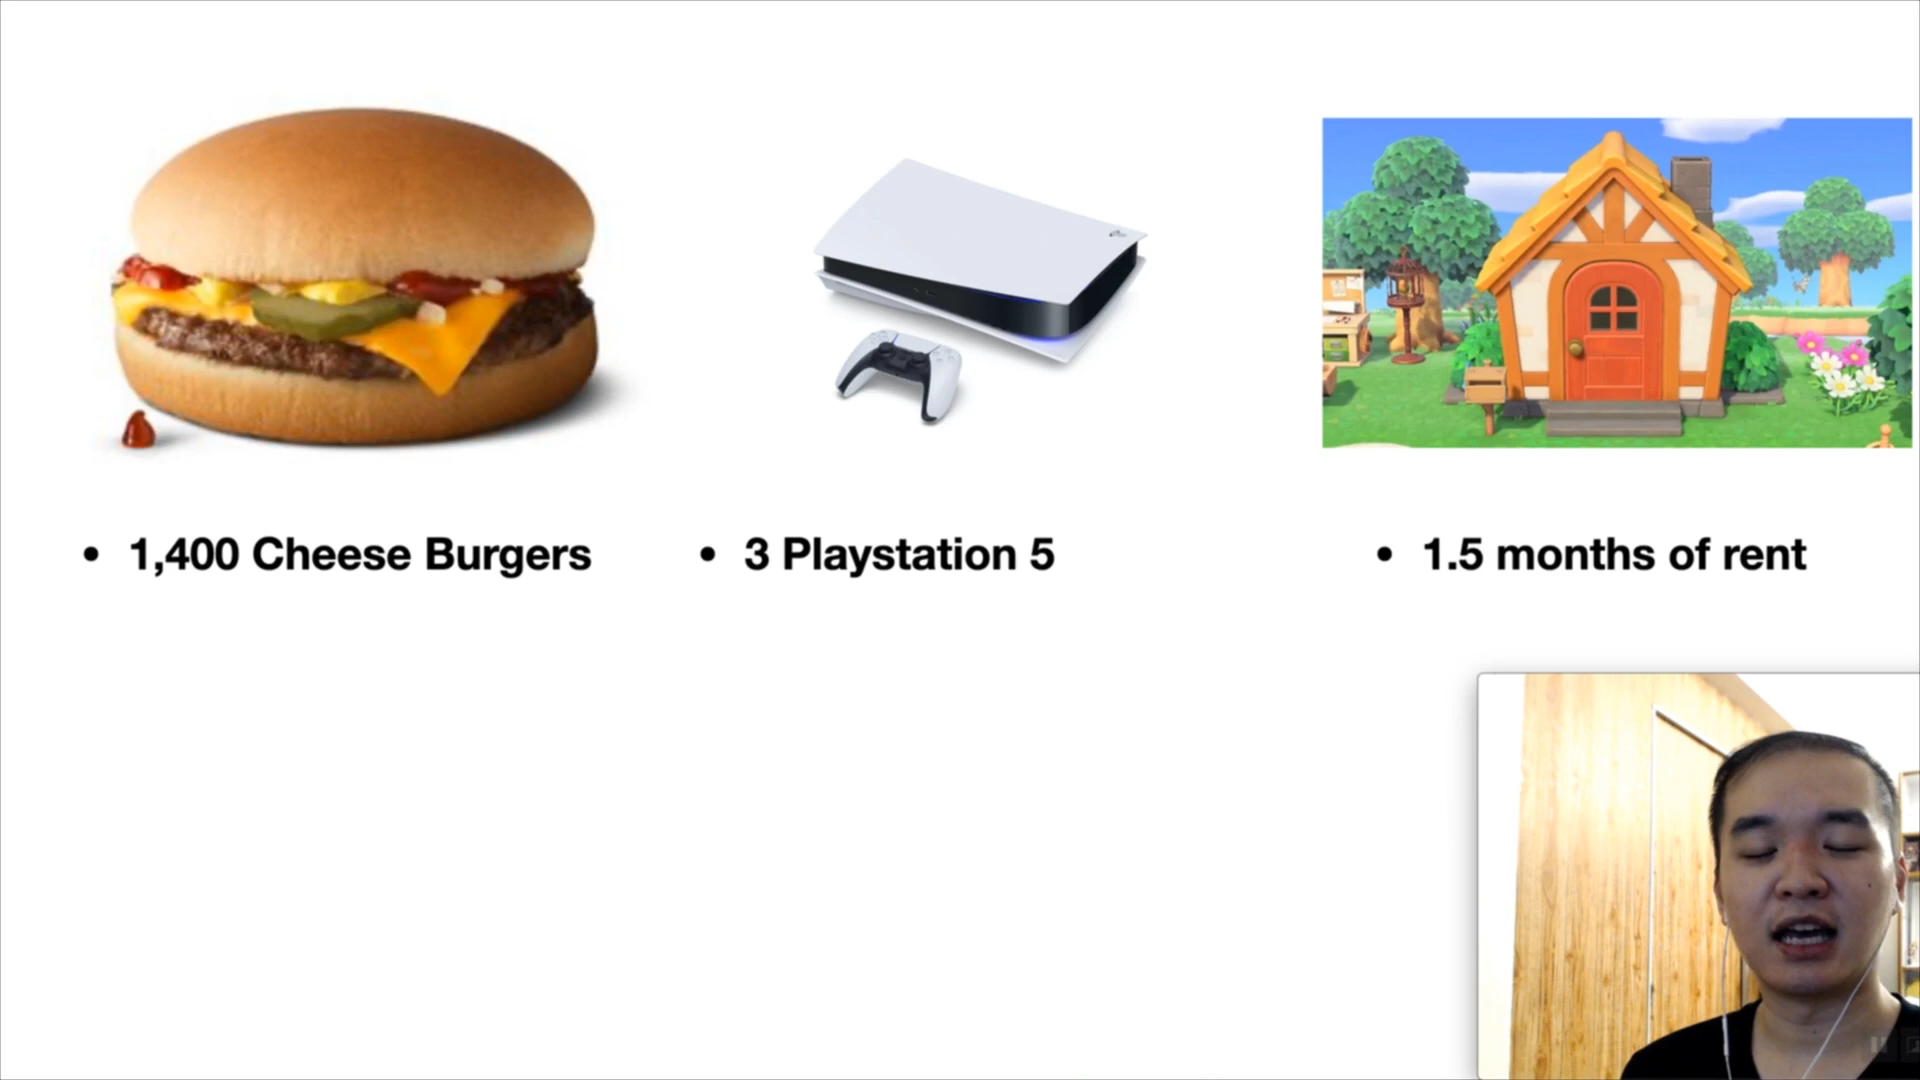 • 1,400 Cheese Burgers
• 3 Playstation 5
• 1.5 months of rent